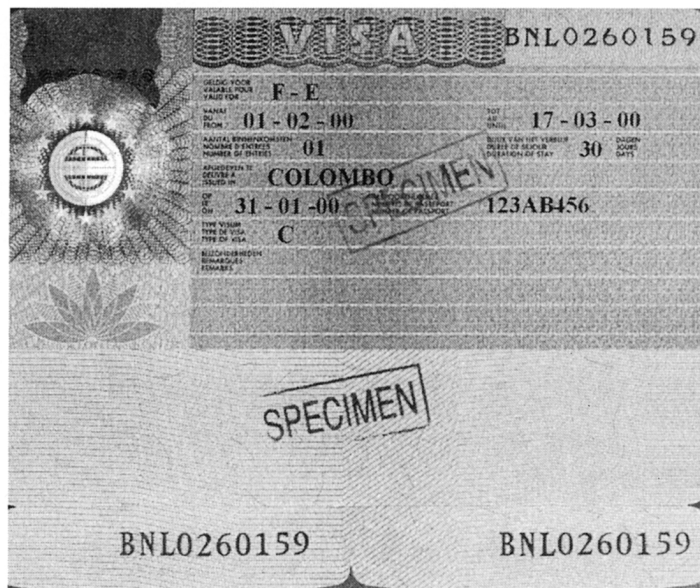 VISA BNL0260159
GELDIG VOOR
VALABLE POUR
VALID FOR
F - E
VANAF
DU
FROM
01 - 02 - 00
TOT
AU
UNTIL
17 - 03 - 00
AANTAL BINNENKOMSTEN
NOMBRE D'ENTREES
NUMBER OF ENTRIES
01
DUUR VAN HET VERBLIJF
DUREE DE SEJOUR
DURATION OF STAY
30
DAGEN
JOURS
DAYS
AFGEGEVEN TE
DELIVRE A
ISSUED IN
COLOMBO
OP
LE
ON
31 - 01 -00
NUMBER OF PASSPORT
123AB456
TYPE VISUM
TYPE DE VISA
TYPE OF VISA
C
BIJZONDERHEDEN
REMARQUES
REMARKS
SPECIMEN
SPECIMEN
BNL0260159 BNL0260159